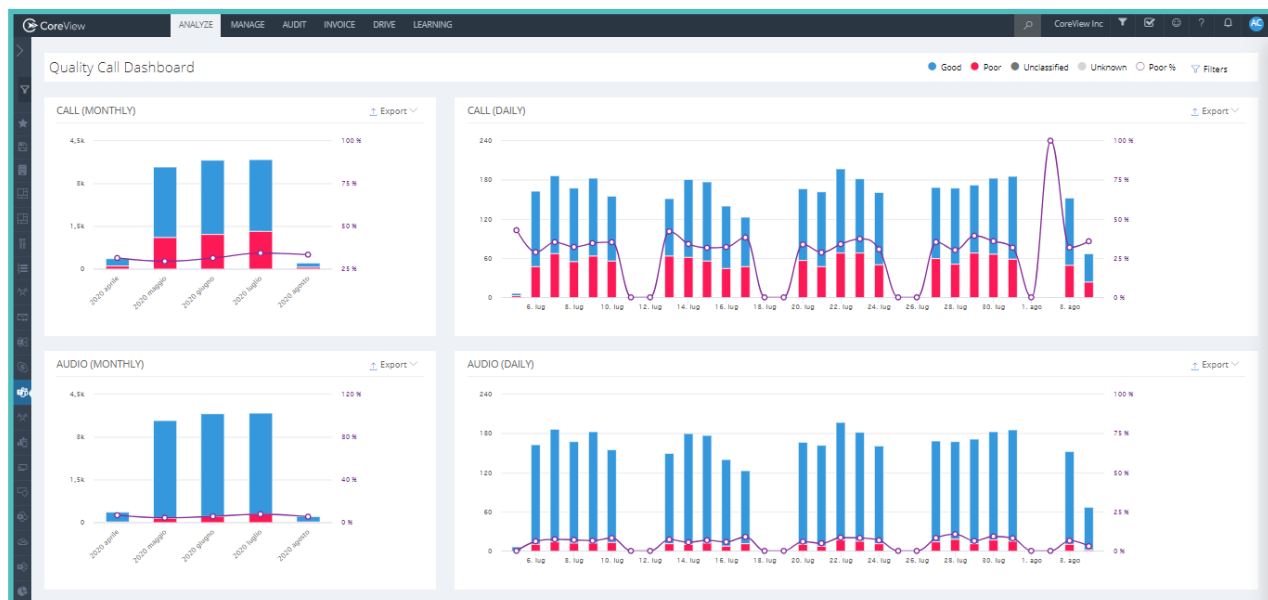 CoreView ANALYZE MANAGE AUDIT INVOICE DRIVE LEARNING CoreView Inc ? AC
Quality Call Dashboard Good Poor Unclassified Unknown Poor % Filters
CALL (MONTHLY) Export
4,5k 100 %
3k 75 %
1,5k 50 %
0 25 %
2020 aprile 2020 maggio 2020 giugno 2020 luglio 2020 agosto
CALL (DAILY) Export
240 100 %
180 75 %
120 50 %
60 25 %
0 0 %
6. lug 8. lug 10. lug 12. lug 14. lug 16. lug 18. lug 20. lug 22. lug 24. lug 26. lug 28. lug 30. lug 1. ago 5. ago
AUDIO (MONTHLY) Export
4,5k 120 %
3k 80 %
1,5k 40 %
0 0 %
2020 aprile 2020 maggio 2020 giugno 2020 luglio 2020 agosto
AUDIO (DAILY) Export
240 100 %
180 75 %
120 50 %
60 25 %
0 0 %
6. lug 8. lug 10. lug 12. lug 14. lug 16. lug 18. lug 20. lug 22. lug 24. lug 26. lug 28. lug 30. lug 1. ago 5. ago